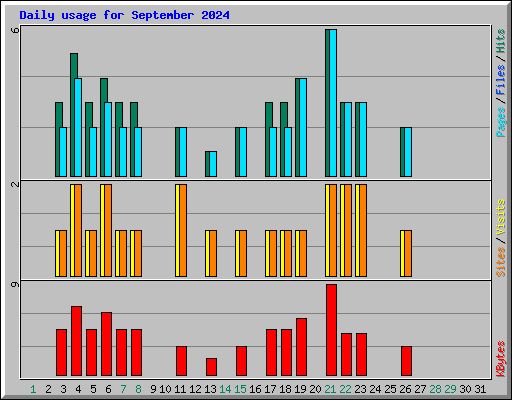 Daily usage for September 2024
6
Pages / Files / Hits
2
Sites / Visits
9
KBytes
1 2 3 4 5 6 7 8 9 10 11 12 13 14 15 16 17 18 19 20 21 22 23 24 25 26 27 28 29 30 31